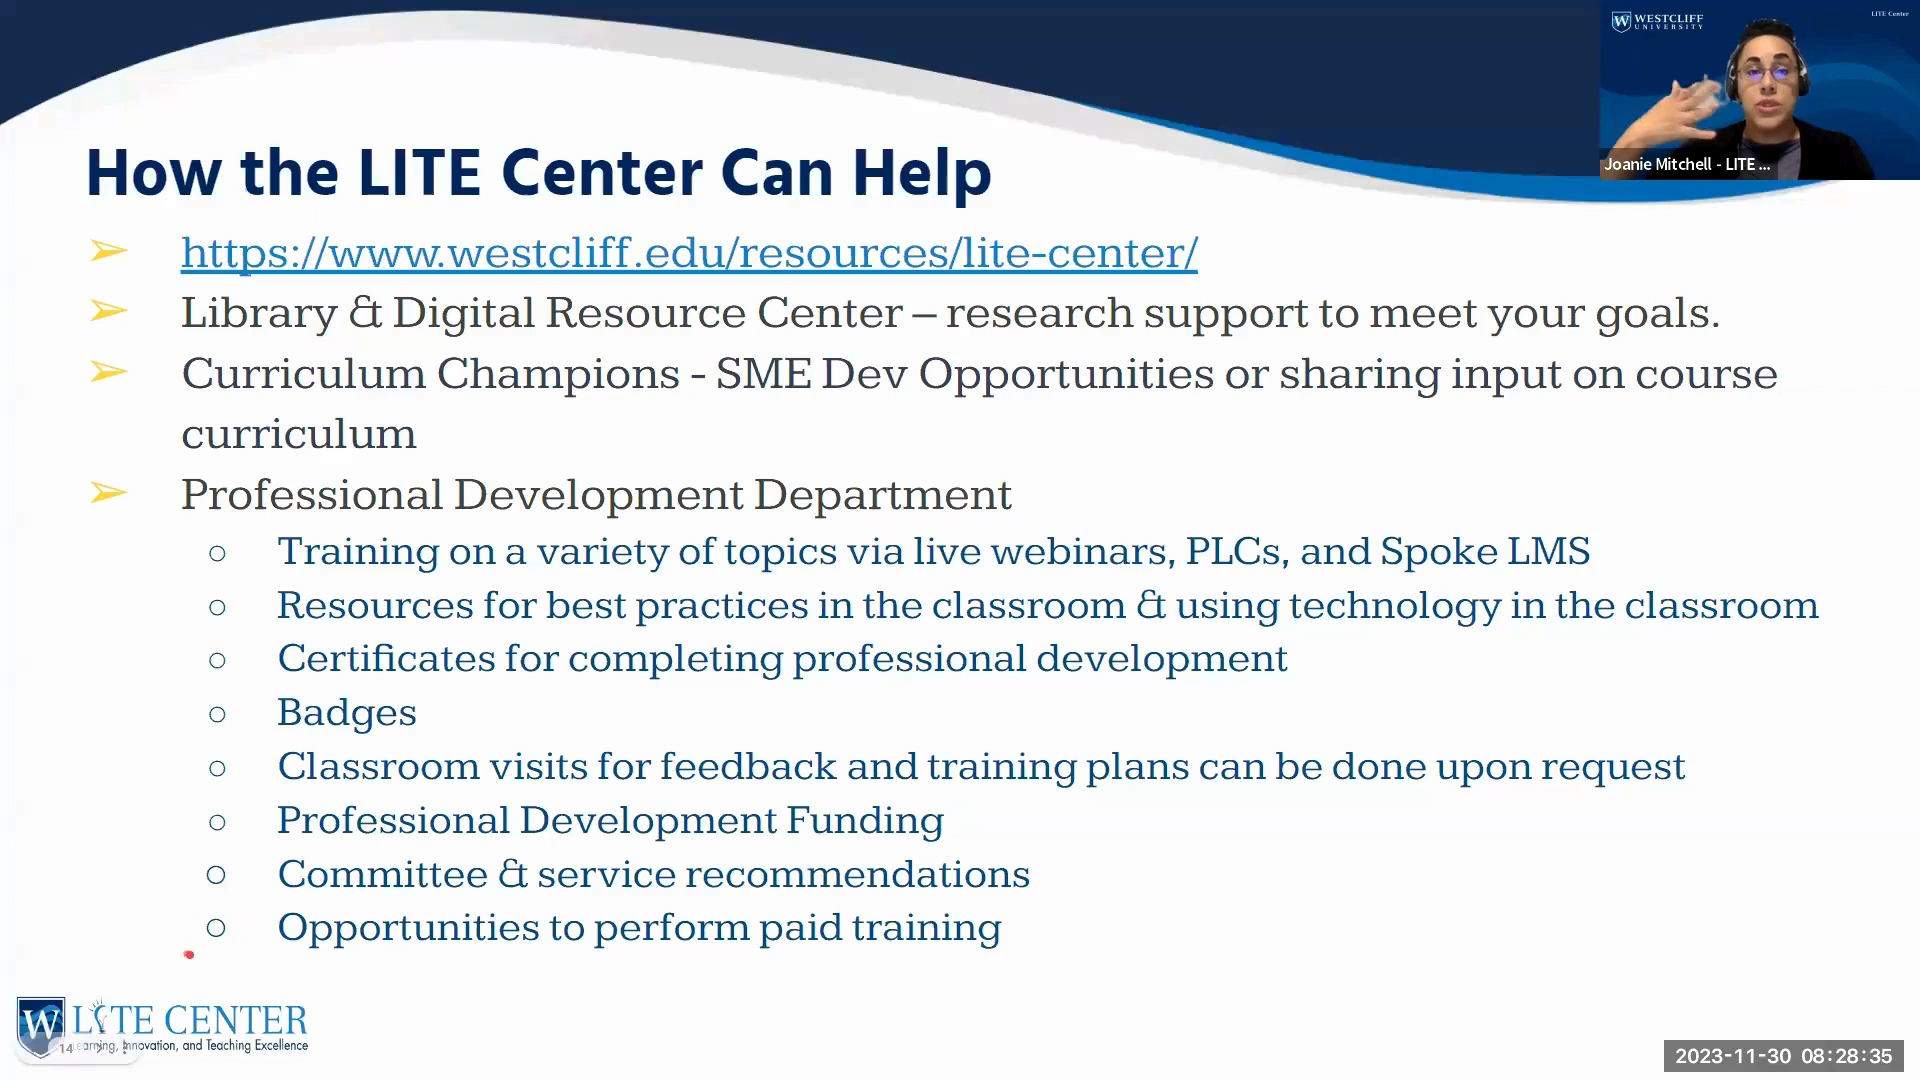 WESTCLIFF
UNIVERSITY
LITE Center
Joanie Mitchell - LITE ...
How the LITE Center Can Help
https://www.westcliff.edu/resources/lite-center/
Library & Digital Resource Center – research support to meet your goals.
Curriculum Champions - SME Dev Opportunities or sharing input on course
curriculum
Professional Development Department
Training on a variety of topics via live webinars, PLCs, and Spoke LMS
Resources for best practices in the classroom & using technology in the classroom
Certificates for completing professional development
Badges
Classroom visits for feedback and training plans can be done upon request
Professional Development Funding
Committee & service recommendations
Opportunities to perform paid training
W LITE CENTER
Learning, Innovation, and Teaching Excellence
14
2023-11-30 08:28:35